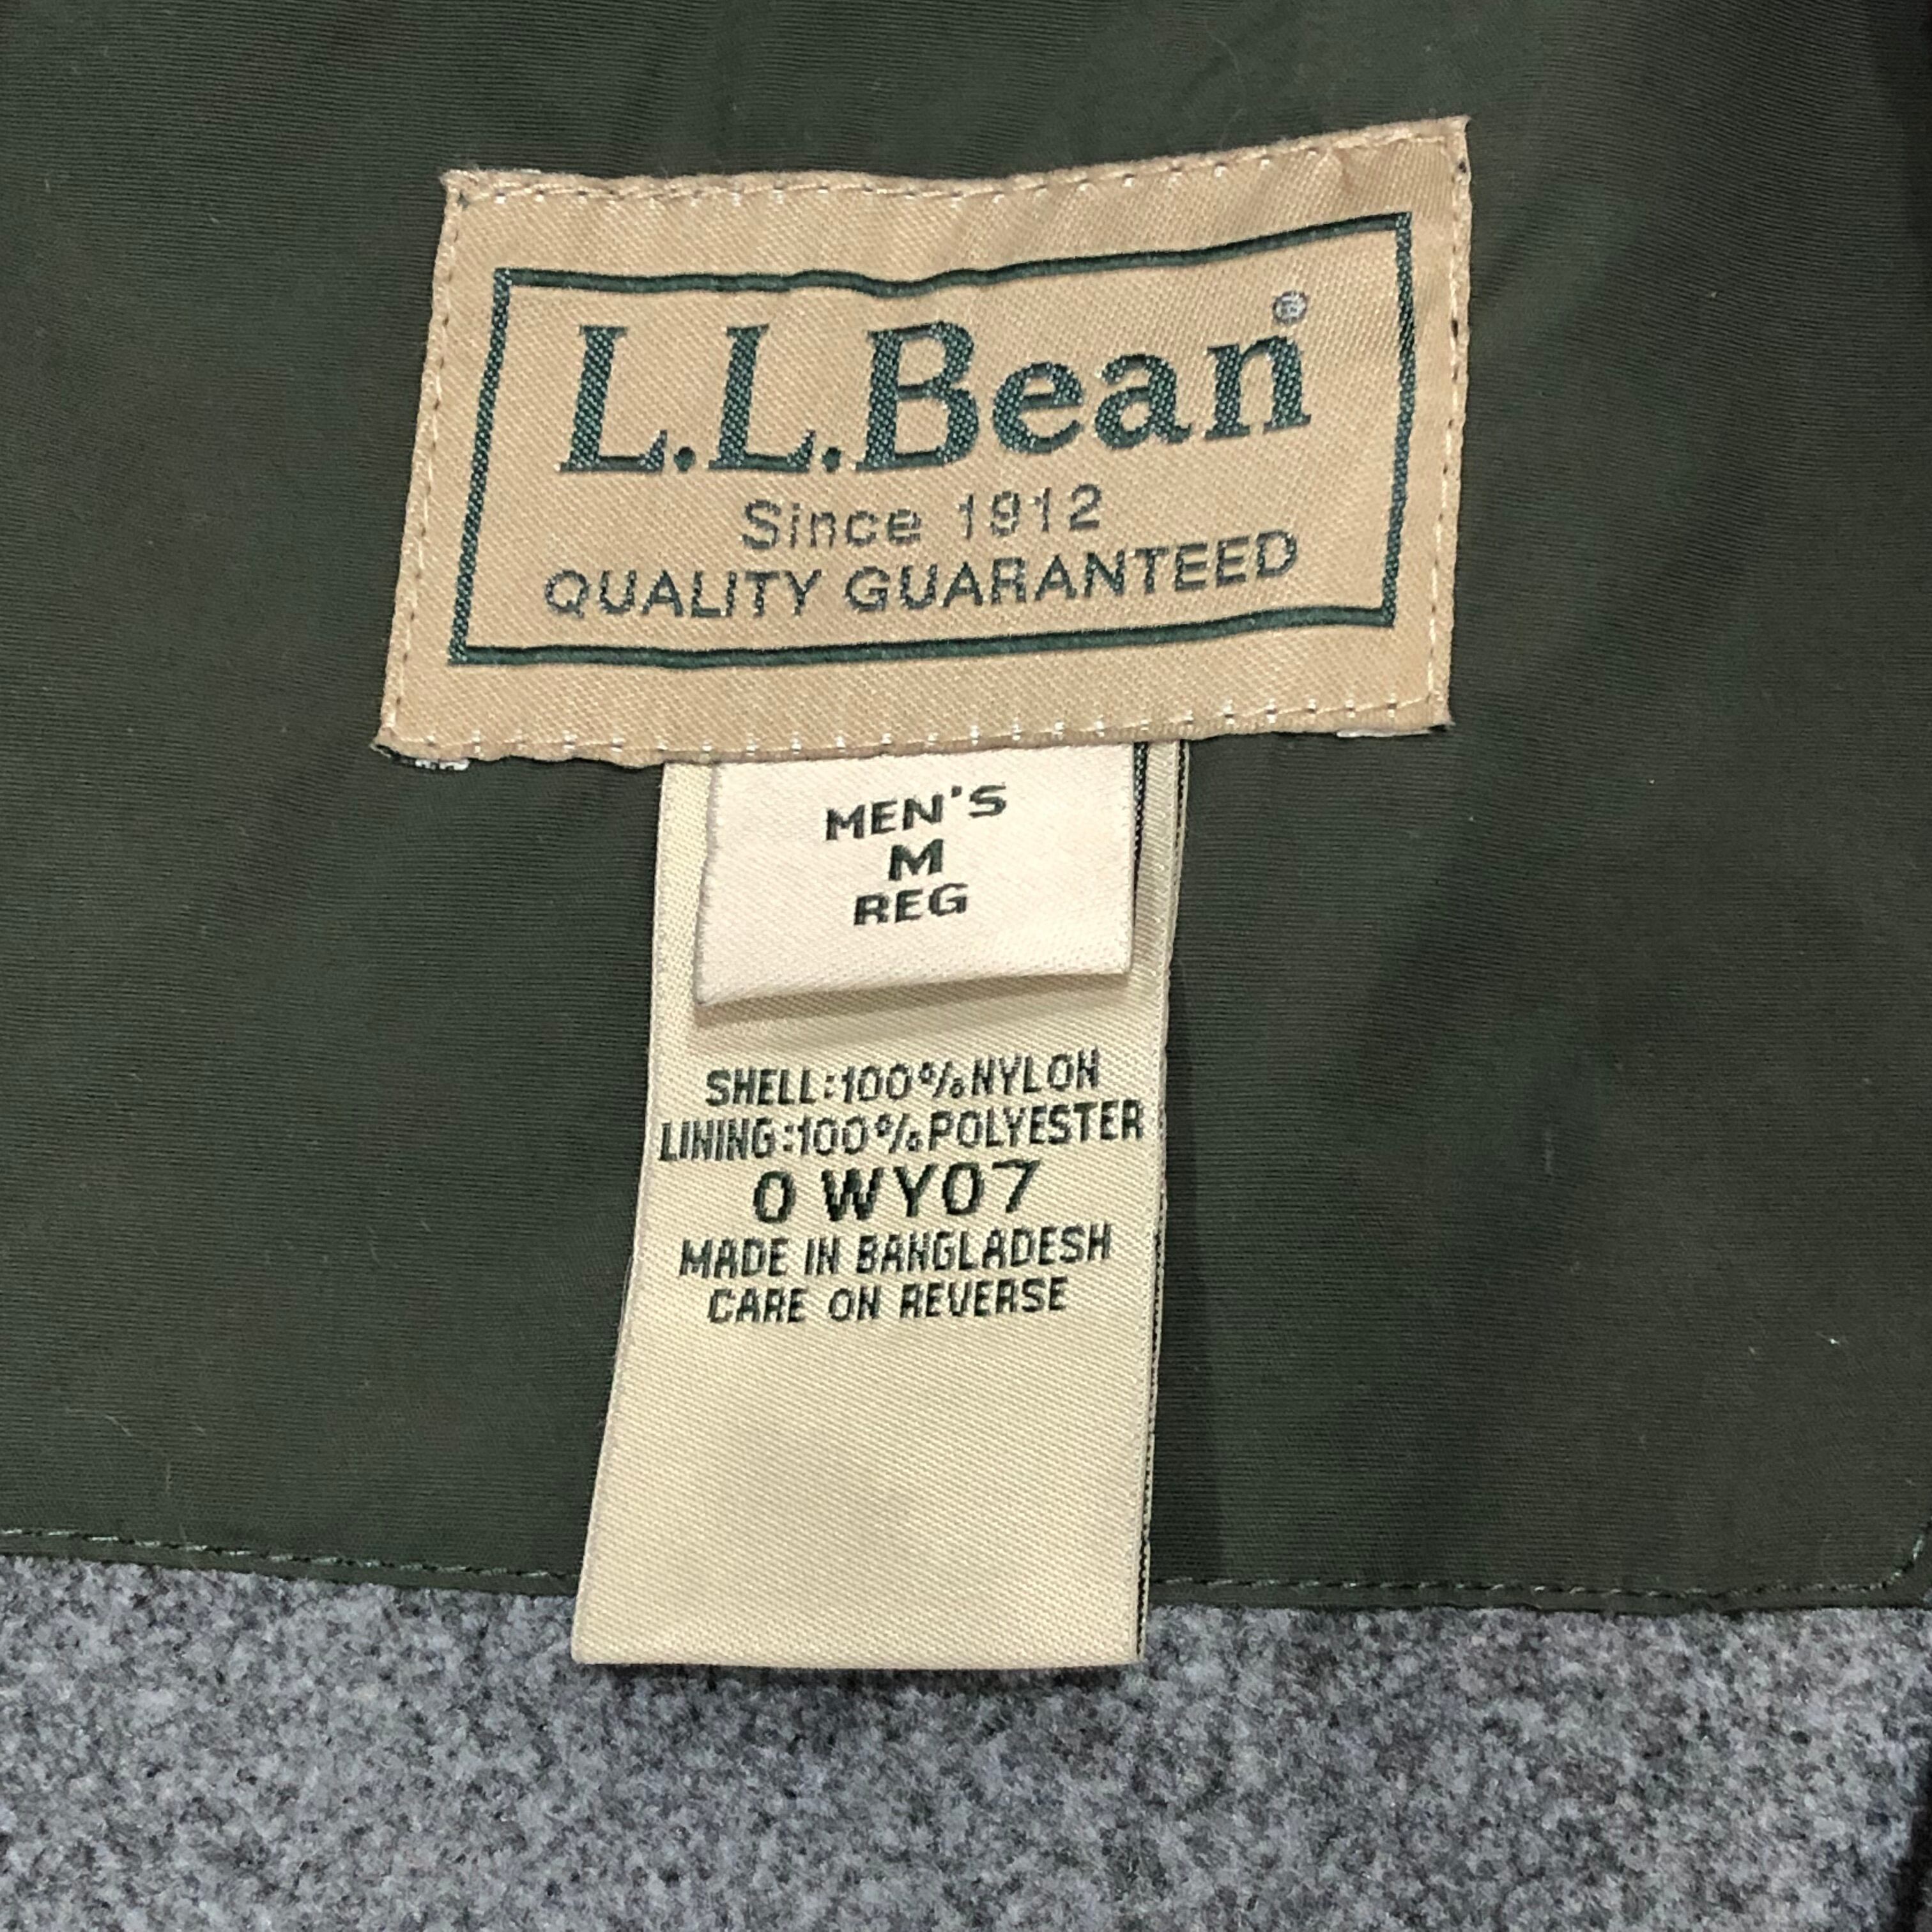 L.L.Bean®
Since 1912
QUALITY GUARANTEED
MEN'S
M
REG
SHELL:100%NYLON
LINING:100%POLYESTER
0 WY07
MADE IN BANGLADESH
CARE ON REVERSE